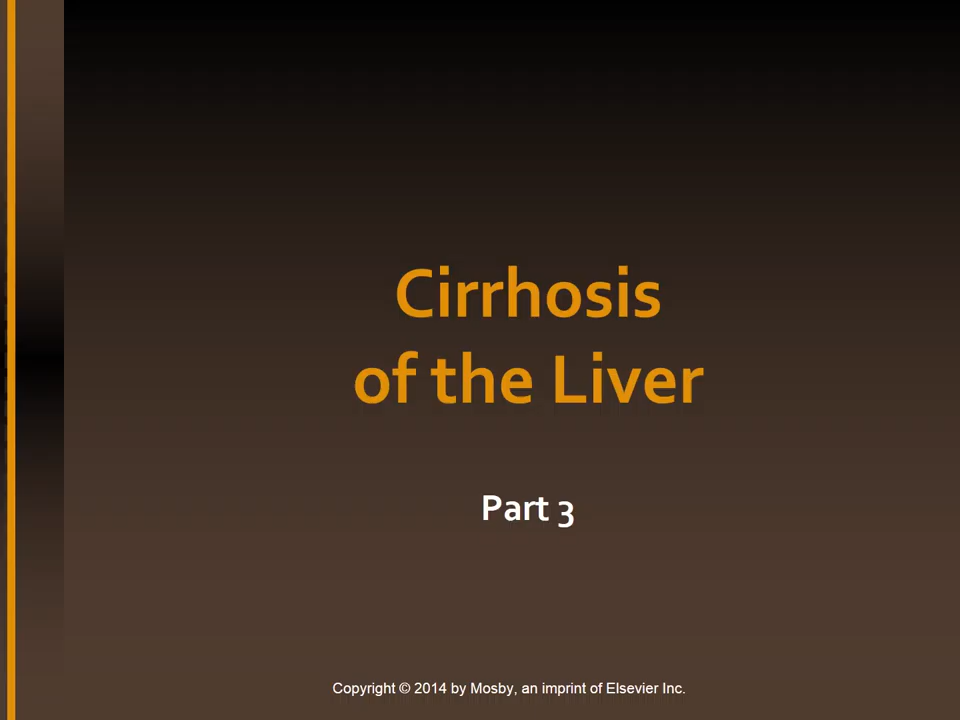 Cirrhosis
of the Liver
Part 3
Copyright © 2014 by Mosby, an imprint of Elsevier Inc.